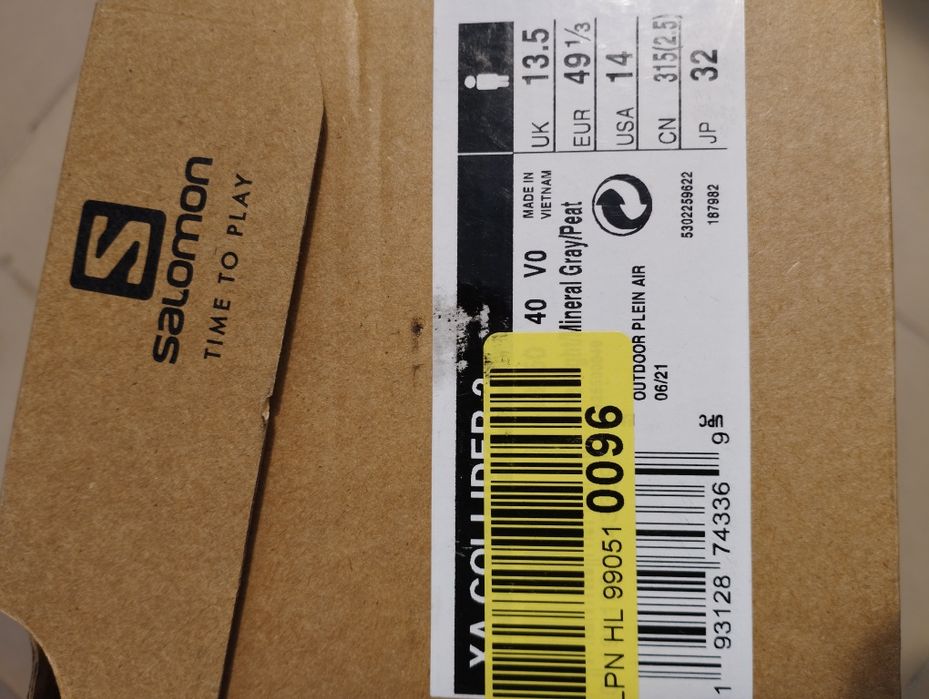 SALOMON
TIME TO PLAY
UK 13.5
EUR 49 1/3
USA 14
CN 315(2.5)
JP 32
XA COLLIDER 2
40 V0
MADE IN
VIETNAM
Mineral Gray/Peat
OUTDOOR PLEIN AIR
06/21
5302259622
187982
LPN HL 99051 0096
UPC
1 93128 74336 9